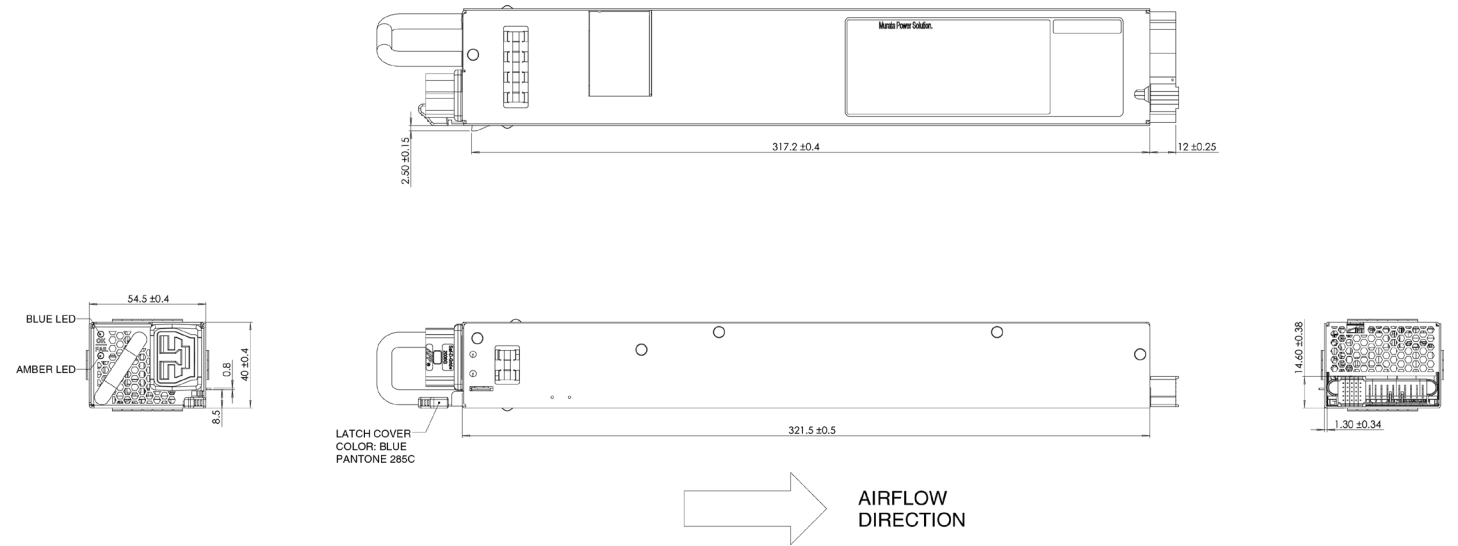 Murata Power Solution.
2.50 ±0.15
317.2 ±0.4
12 ±0.25
54.5 ±0.4
BLUE LED
OK
FAIL
AMBER LED
0.8
40 ±0.4
8.5
LATCH COVER
COLOR: BLUE
PANTONE 285C
321.5 ±0.5
14.60 ±0.38
1.30 ±0.34
AIRFLOW
DIRECTION